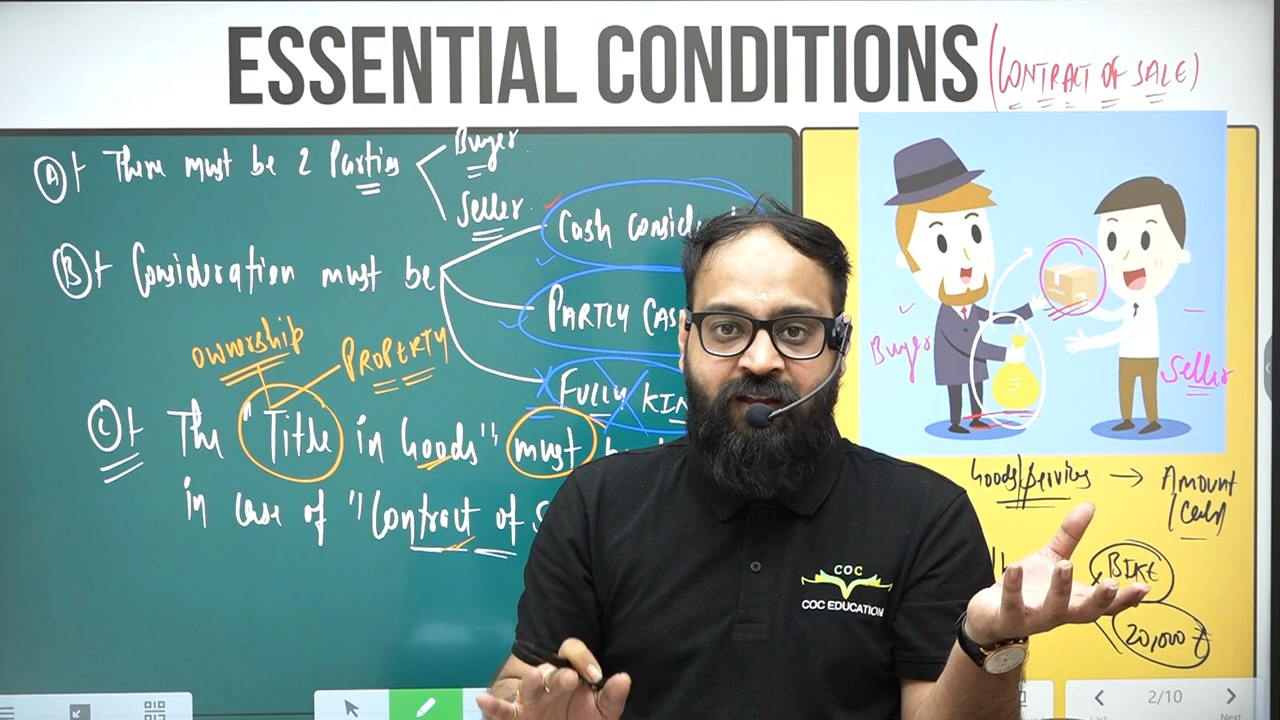 ESSENTIAL CONDITIONS (CONTRACT OF SALE)
(A)→ There must be 2 Parties
Buyer.
Seller.
(B)→ Consideration must be
Cash
PARTLY
FULLY
ownership
PROPERTY
(C)→ The "Title in Goods" must
in case of "Contract of
Buyer
Seller
₹
Goods/Services → Amount
BIKE
20,000
COC
COC EDUCATION
2/10
Last
Next